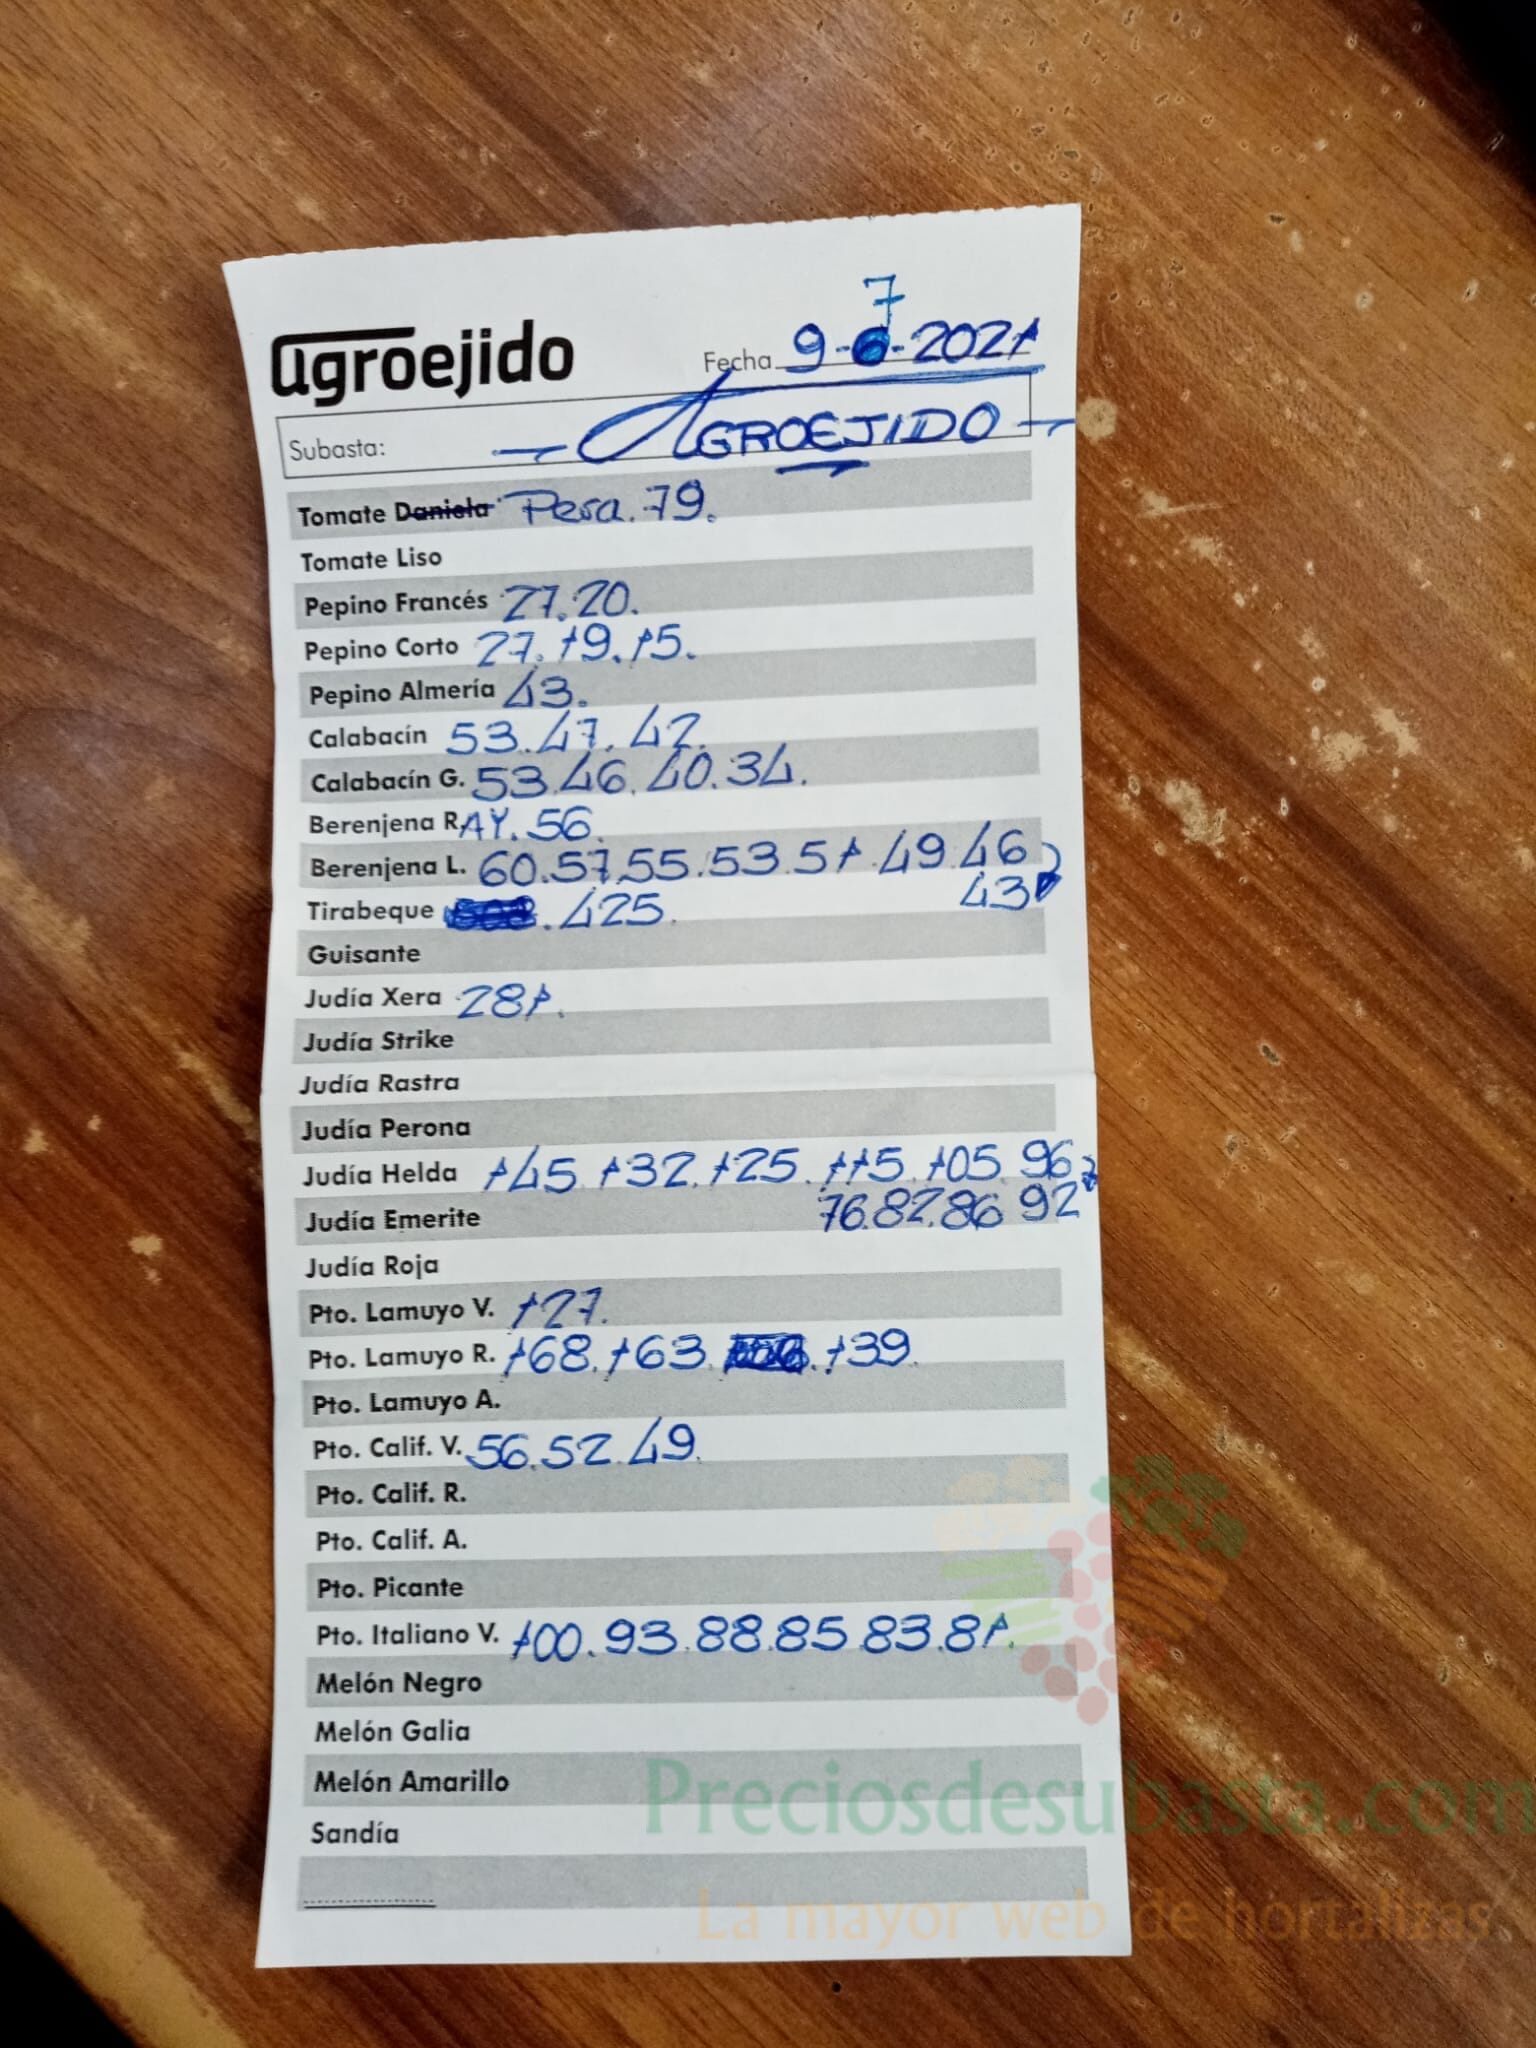 agroejido
7
Fecha 9-6-2021
Subasta: - AGROEJIDO -
Tomate Daniela Pera. 79.
Tomate Liso
Pepino Francés 27.20.
Pepino Corto 27.19.15.
Pepino Almería 43.
Calabacín 53.47.42.
Calabacín G. 53.46.40.34.
Berenjena R. AY. 56.
Berenjena L. 60.57.55.53.51.49.46
43
Tirabeque . 425.
Guisante
Judía Xera 281.
Judía Strike
Judía Rastra
Judía Perona
Judía Helda 145.132.125.115.105.96
Judía Emerite 76.82.86 92
Judía Roja
Pto. Lamuyo V. 127.
Pto. Lamuyo R. 168.163. . 139.
Pto. Lamuyo A.
Pto. Calif. V. 56.52.49.
Pto. Calif. R.
Pto. Calif. A.
Pto. Picante
Pto. Italiano V. 100.93.88.85.83.81.
Melón Negro
Melón Galia
Melón Amarillo
Sandía
Preciosdesubasta.com
La mayor web de hortalizas